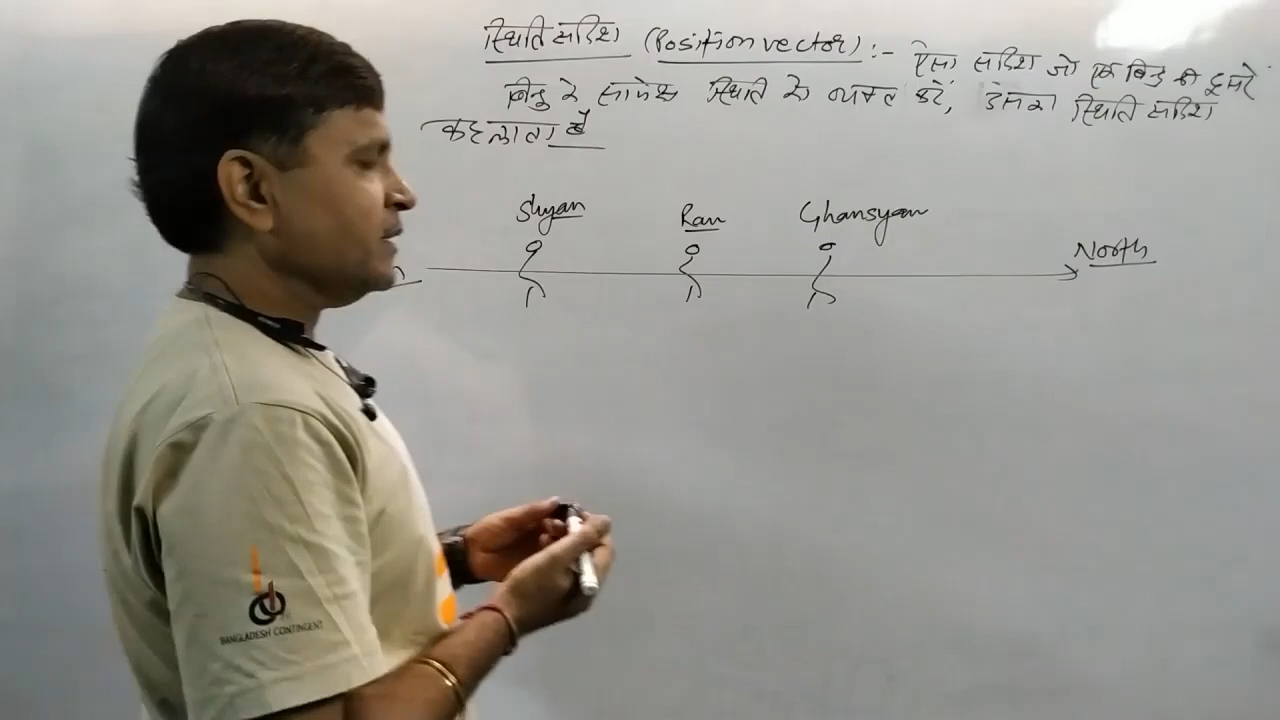 स्थिति सदिश (Position vector) :- ऐसा सदिश जो एक बिन्दु की दूसरे
बिन्दु के सापेक्ष स्थिति को व्यक्त करें, उसका स्थिति सदिश
कहलाता है
Shyam Ram Ghansyam
North
BANGLADESH CONTINGENT